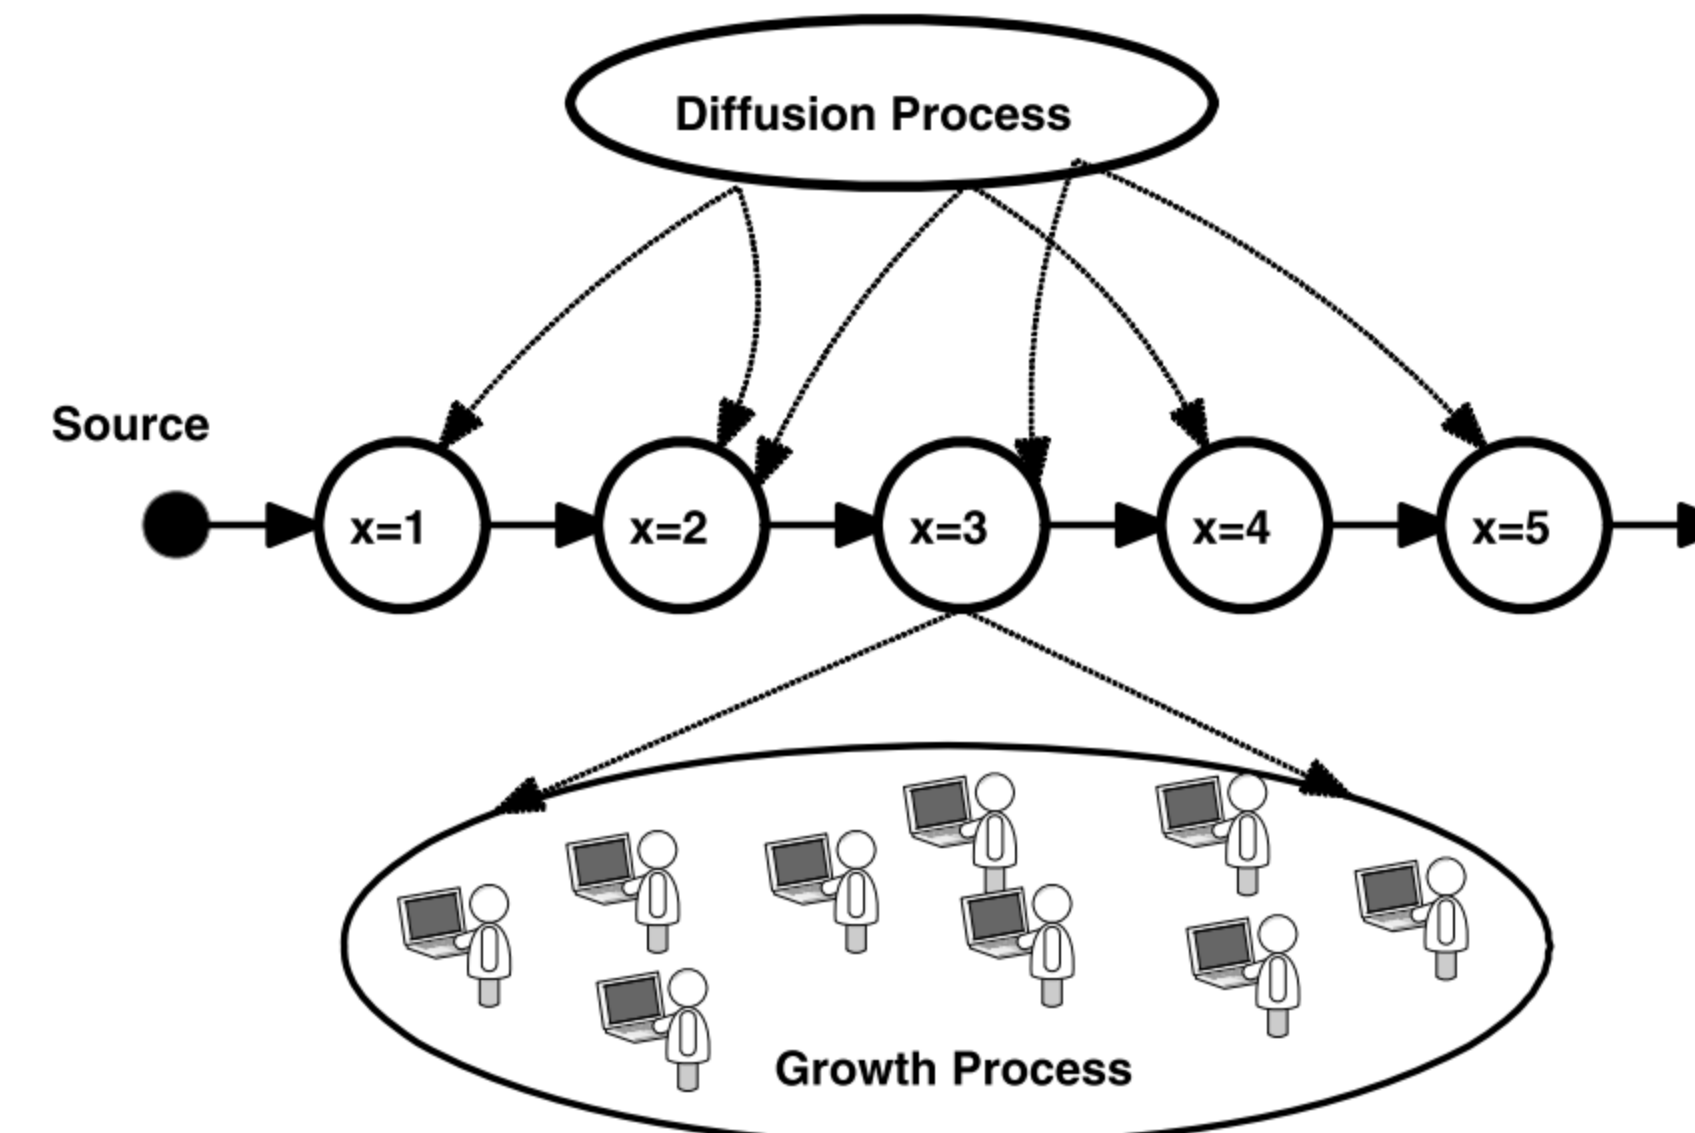 Diffusion Process
Source
x=1
x=2
x=3
x=4
x=5
Growth Process